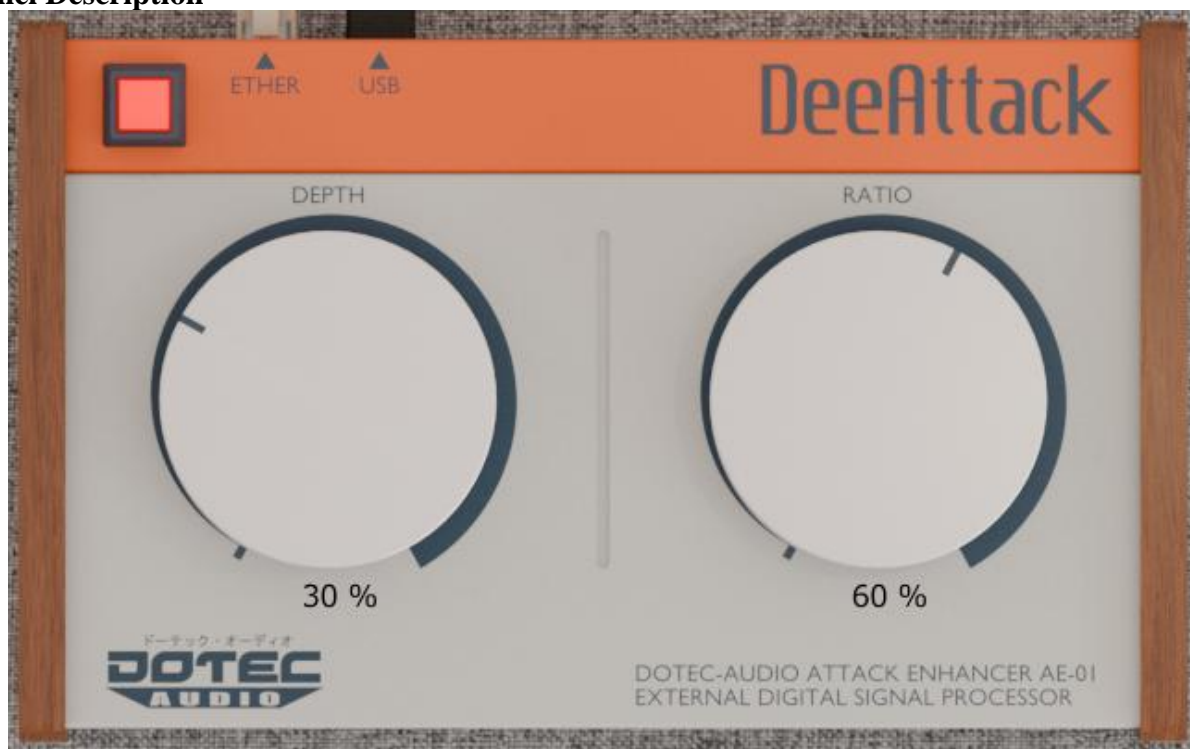 Description
ETHER
USB
DeeAttack
DEPTH
RATIO
30 %
60 %
ドーテック・オーディオ
DOTEC
AUDIO
DOTEC-AUDIO ATTACK ENHANCER AE-01
EXTERNAL DIGITAL SIGNAL PROCESSOR